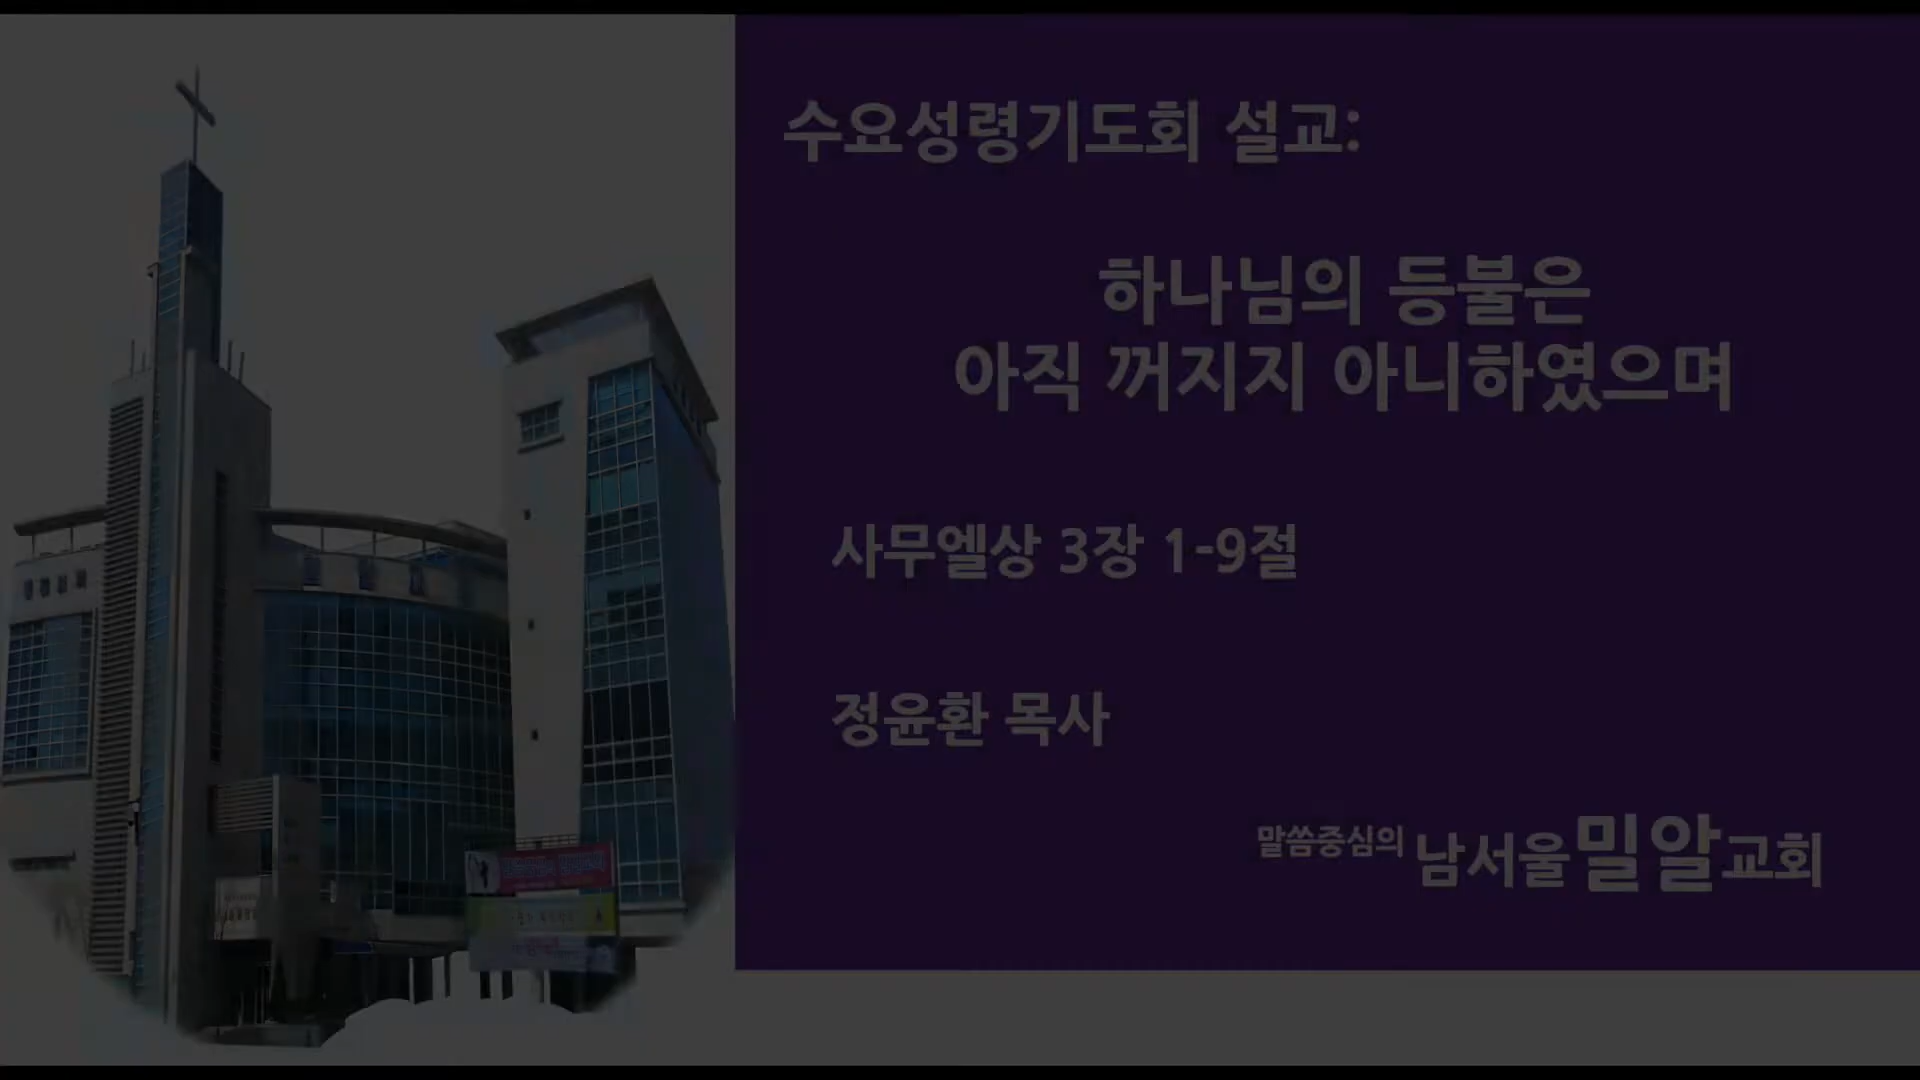 수요성령기도회 설교:
하나님의 등불은
아직 꺼지지 아니하였으며
사무엘상 3장 1-9절
정윤환 목사
말씀중심의 남서울밀알교회